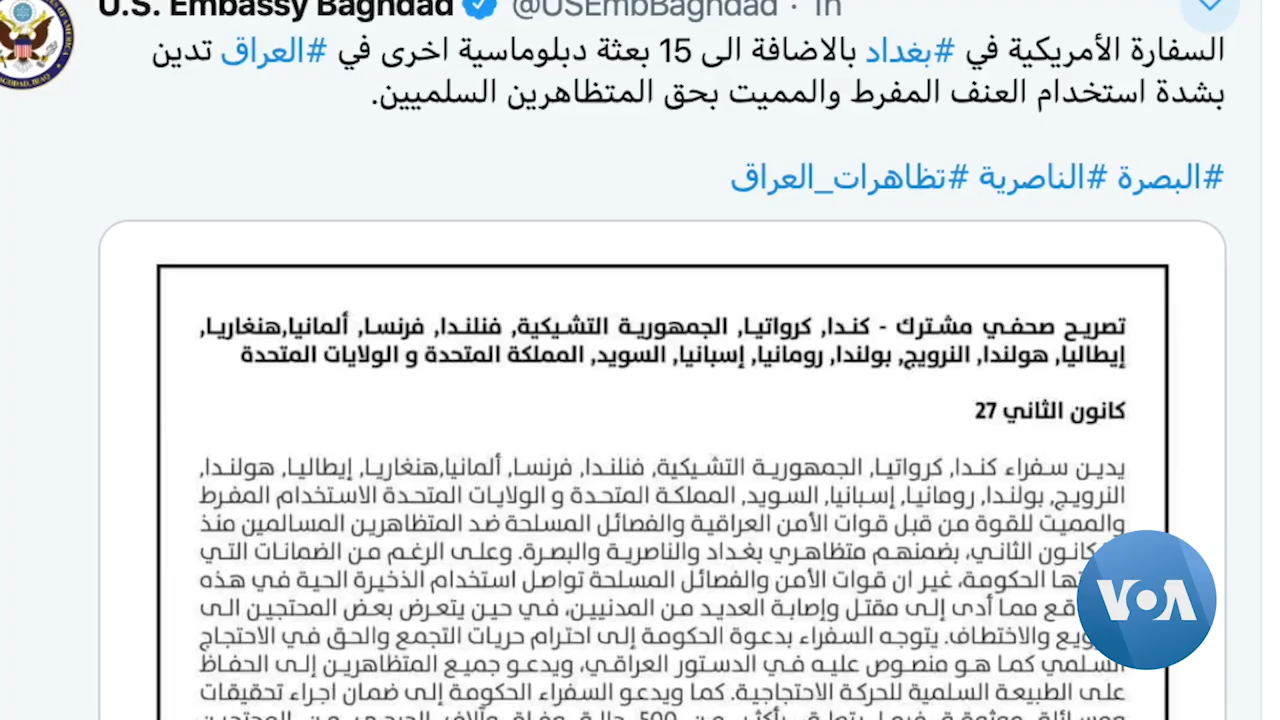 U.S. Embassy Baghdad @USEmbBaghdad · 1h
السفارة الأمريكية في #بغداد بالاضافة الى 15 بعثة دبلوماسية اخرى في #العراق تدين
بشدة استخدام العنف المفرط والمميت بحق المتظاهرين السلميين.
#البصرة #الناصرية #تظاهرات_العراق
تصريح صحفي مشترك - كندا, كرواتيا, الجمهورية التشيكية, فنلندا, فرنسا, ألمانيا,هنغاريا,
إيطاليا, هولندا, النرويج, بولندا, رومانيا, إسبانيا, السويد, المملكة المتحدة و الولايات المتحدة
كانون الثاني 27
يدين سفراء كندا, كرواتيا, الجمهورية التشيكية, فنلندا, فرنسا, ألمانيا,هنغاريا, إيطاليا, هولندا,
النرويج, بولندا, رومانيا, إسبانيا, السويد, المملكة المتحدة و الولايات المتحدة الاستخدام المفرط
والمميت للقوة من قبل قوات الأمن العراقية والفصائل المسلحة ضد المتظاهرين المسالمين منذ
كانون الثاني، بضمنهم متظاهري بغداد والناصرية والبصرة. وعلى الرغم من الضمانات التي
الحكومة، غير ان قوات الأمن والفصائل المسلحة تواصل استخدام الذخيرة الحية في هذه
مما أدى إلى مقتل وإصابة العديد من المدنيين، في حين يتعرض بعض المحتجين الى
والاختطاف. يتوجه السفراء بدعوة الحكومة إلى احترام حريات التجمع والحق في الاحتجاج
السلمي كما هو منصوص عليه في الدستور العراقي، ويدعو جميع المتظاهرين إلى الحفاظ
على الطبيعة السلمية للحركة الاحتجاجية. كما ويدعو السفراء الحكومة إلى ضمان اجراء تحقيقات
VOA